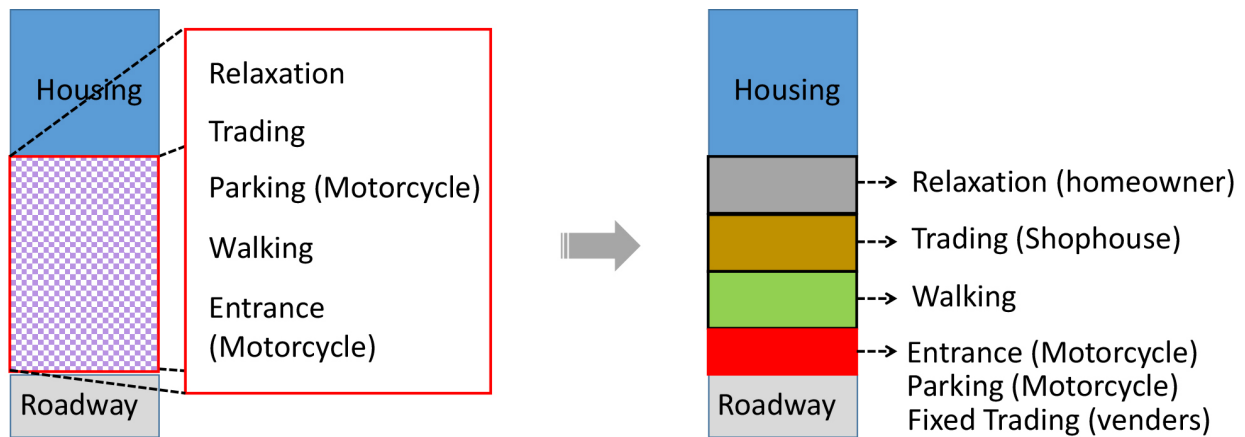 Housing
Relaxation
Trading
Parking (Motorcycle)
Walking
Entrance
(Motorcycle)
Roadway
Housing
Relaxation (homeowner)
Trading (Shophouse)
Walking
Entrance (Motorcycle)
Parking (Motorcycle)
Fixed Trading (venders)
Roadway